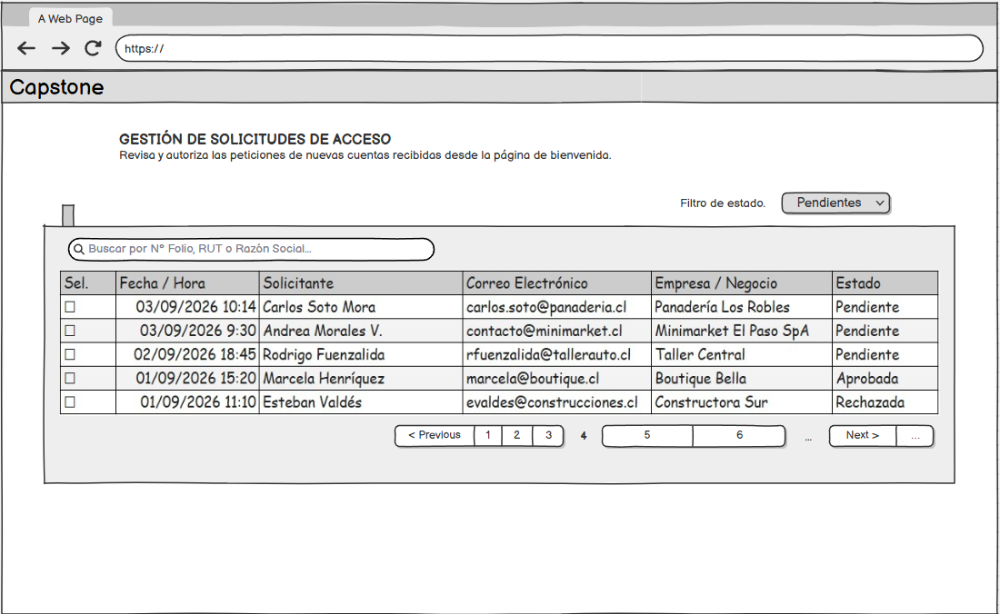 A Web Page
https://
Capstone
GESTIÓN DE SOLICITUDES DE ACCESO
Revisa y autoriza las peticiones de nuevas cuentas recibidas desde la página de bienvenida.
Filtro de estado. Pendientes
Buscar por N° Folio, RUT o Razón Social...
Sel. Fecha / Hora Solicitante Correo Electrónico Empresa / Negocio Estado
03/09/2026 10:14 Carlos Soto Mora carlos.soto@panaderia.cl Panadería Los Robles Pendiente
03/09/2026 9:30 Andrea Morales V. contacto@minimarket.cl Minimarket El Paso SpA Pendiente
02/09/2026 18:45 Rodrigo Fuenzalida rfuenzalida@tallerauto.cl Taller Central Pendiente
01/09/2026 15:20 Marcela Henríquez marcela@boutique.cl Boutique Bella Aprobada
01/09/2026 11:10 Esteban Valdés evaldes@construcciones.cl Constructora Sur Rechazada
< Previous 1 2 3 4 5 6 ... Next > ...